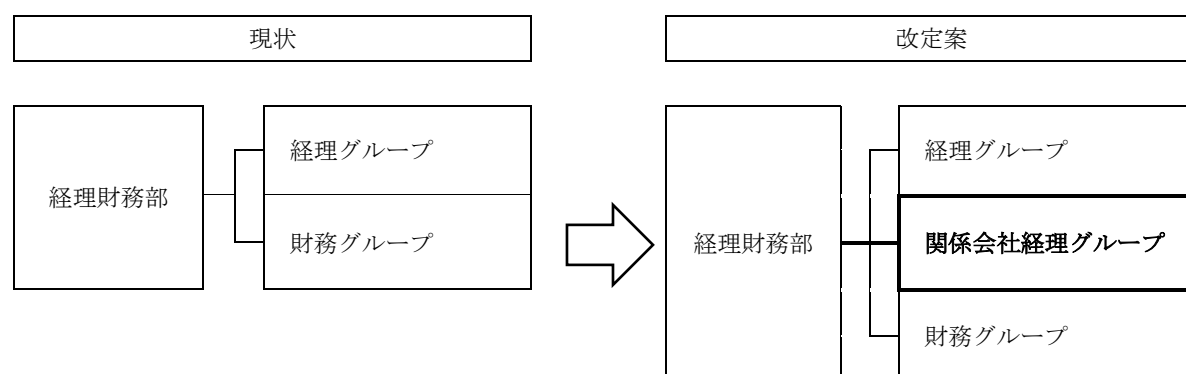 現状
経理財務部
経理グループ
財務グループ
改定案
経理財務部
経理グループ
関係会社経理グループ
財務グループ